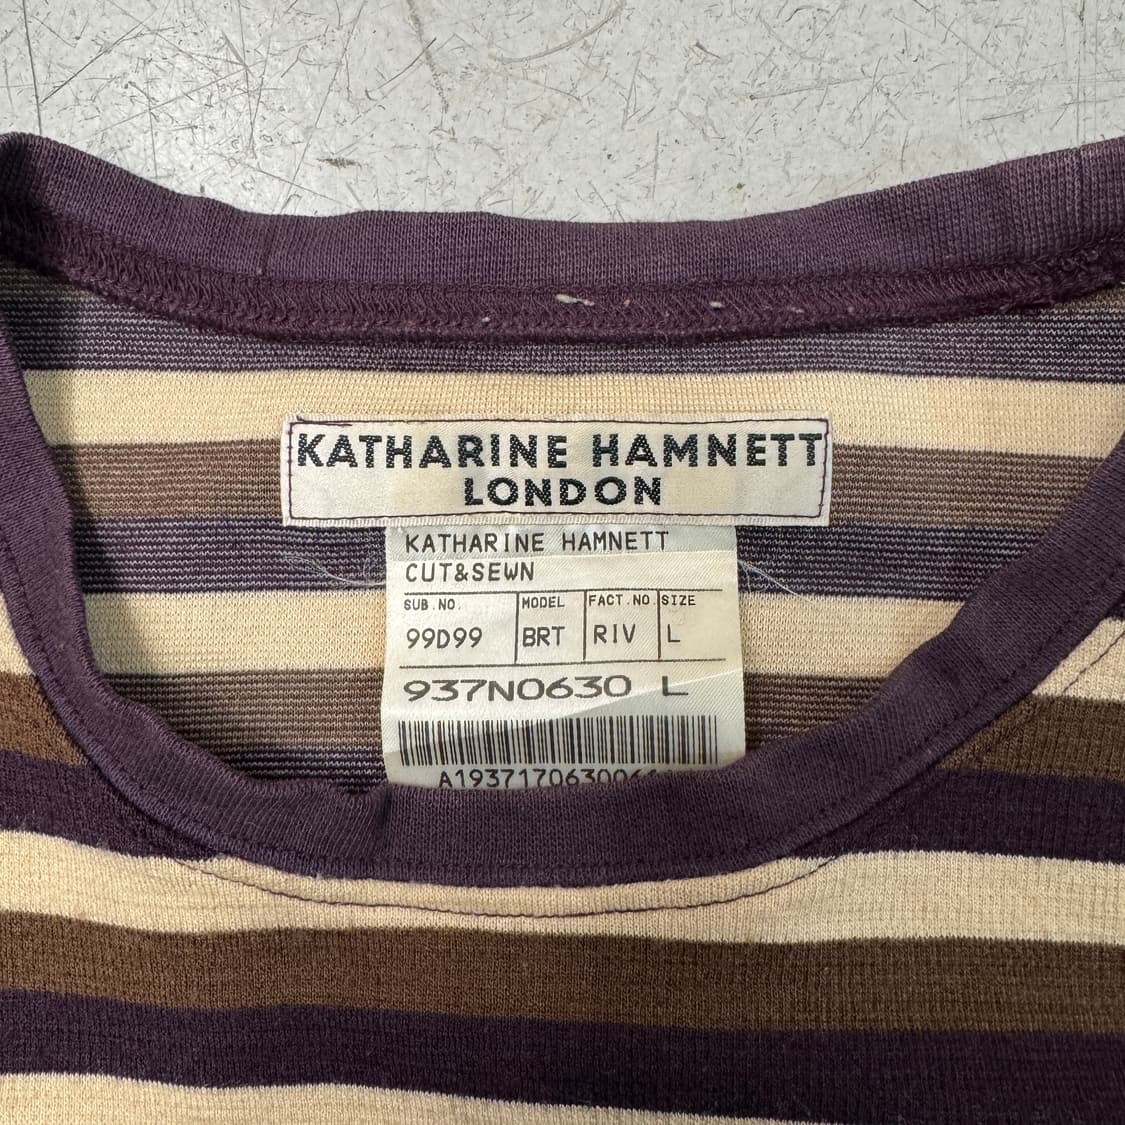 KATHARINE HAMNETT
LONDON
KATHARINE HAMNETT
CUT&SEWN
SUB.NO. MODEL FACT.NO. SIZE
99D99 BRT RIV L
937N0630 L